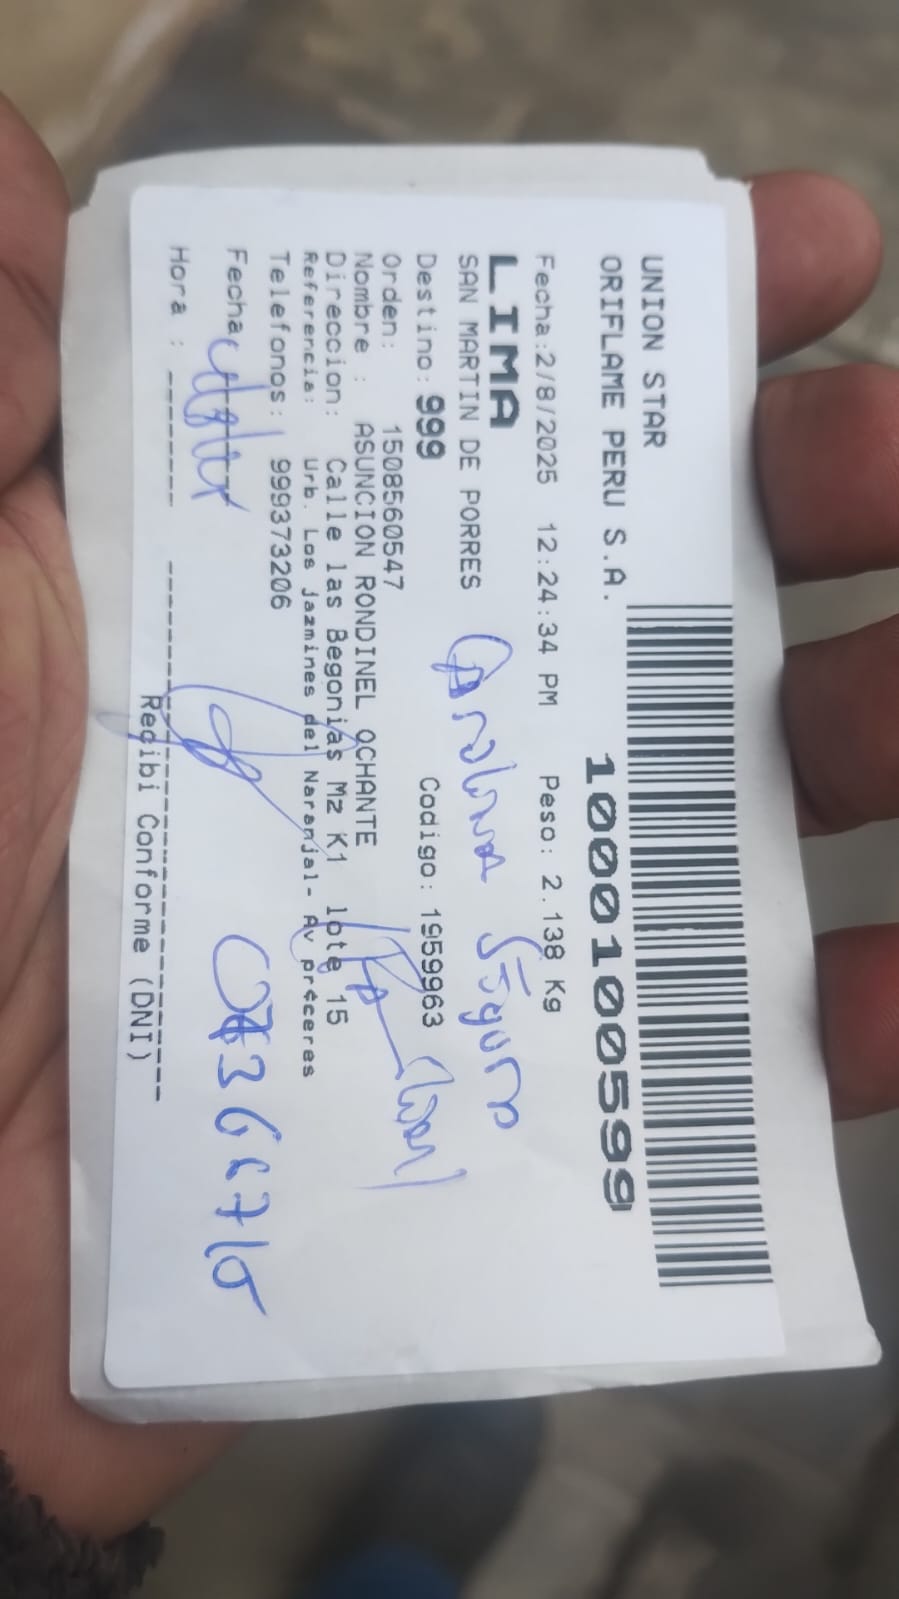 UNION STAR
ORIFLAME PERU S.A.
1000100599
Fecha:2/8/2025 12:24:34 PM Peso: 2.138 Kg
LIMA
SAN MARTIN DE PORRES
Destino: 999 Codigo: 1959963
Orden: 1508560547
Nombre : ASUNCION RONDINEL OCHANTE
Direccion: Calle las Begonias Mz K1 lote 15
Referencia: Urb. Los jazmines del Naranjal- Av próceres
Telefonos: 999373206
Fecha
Hora : -------
Recibi Conforme (DNI)